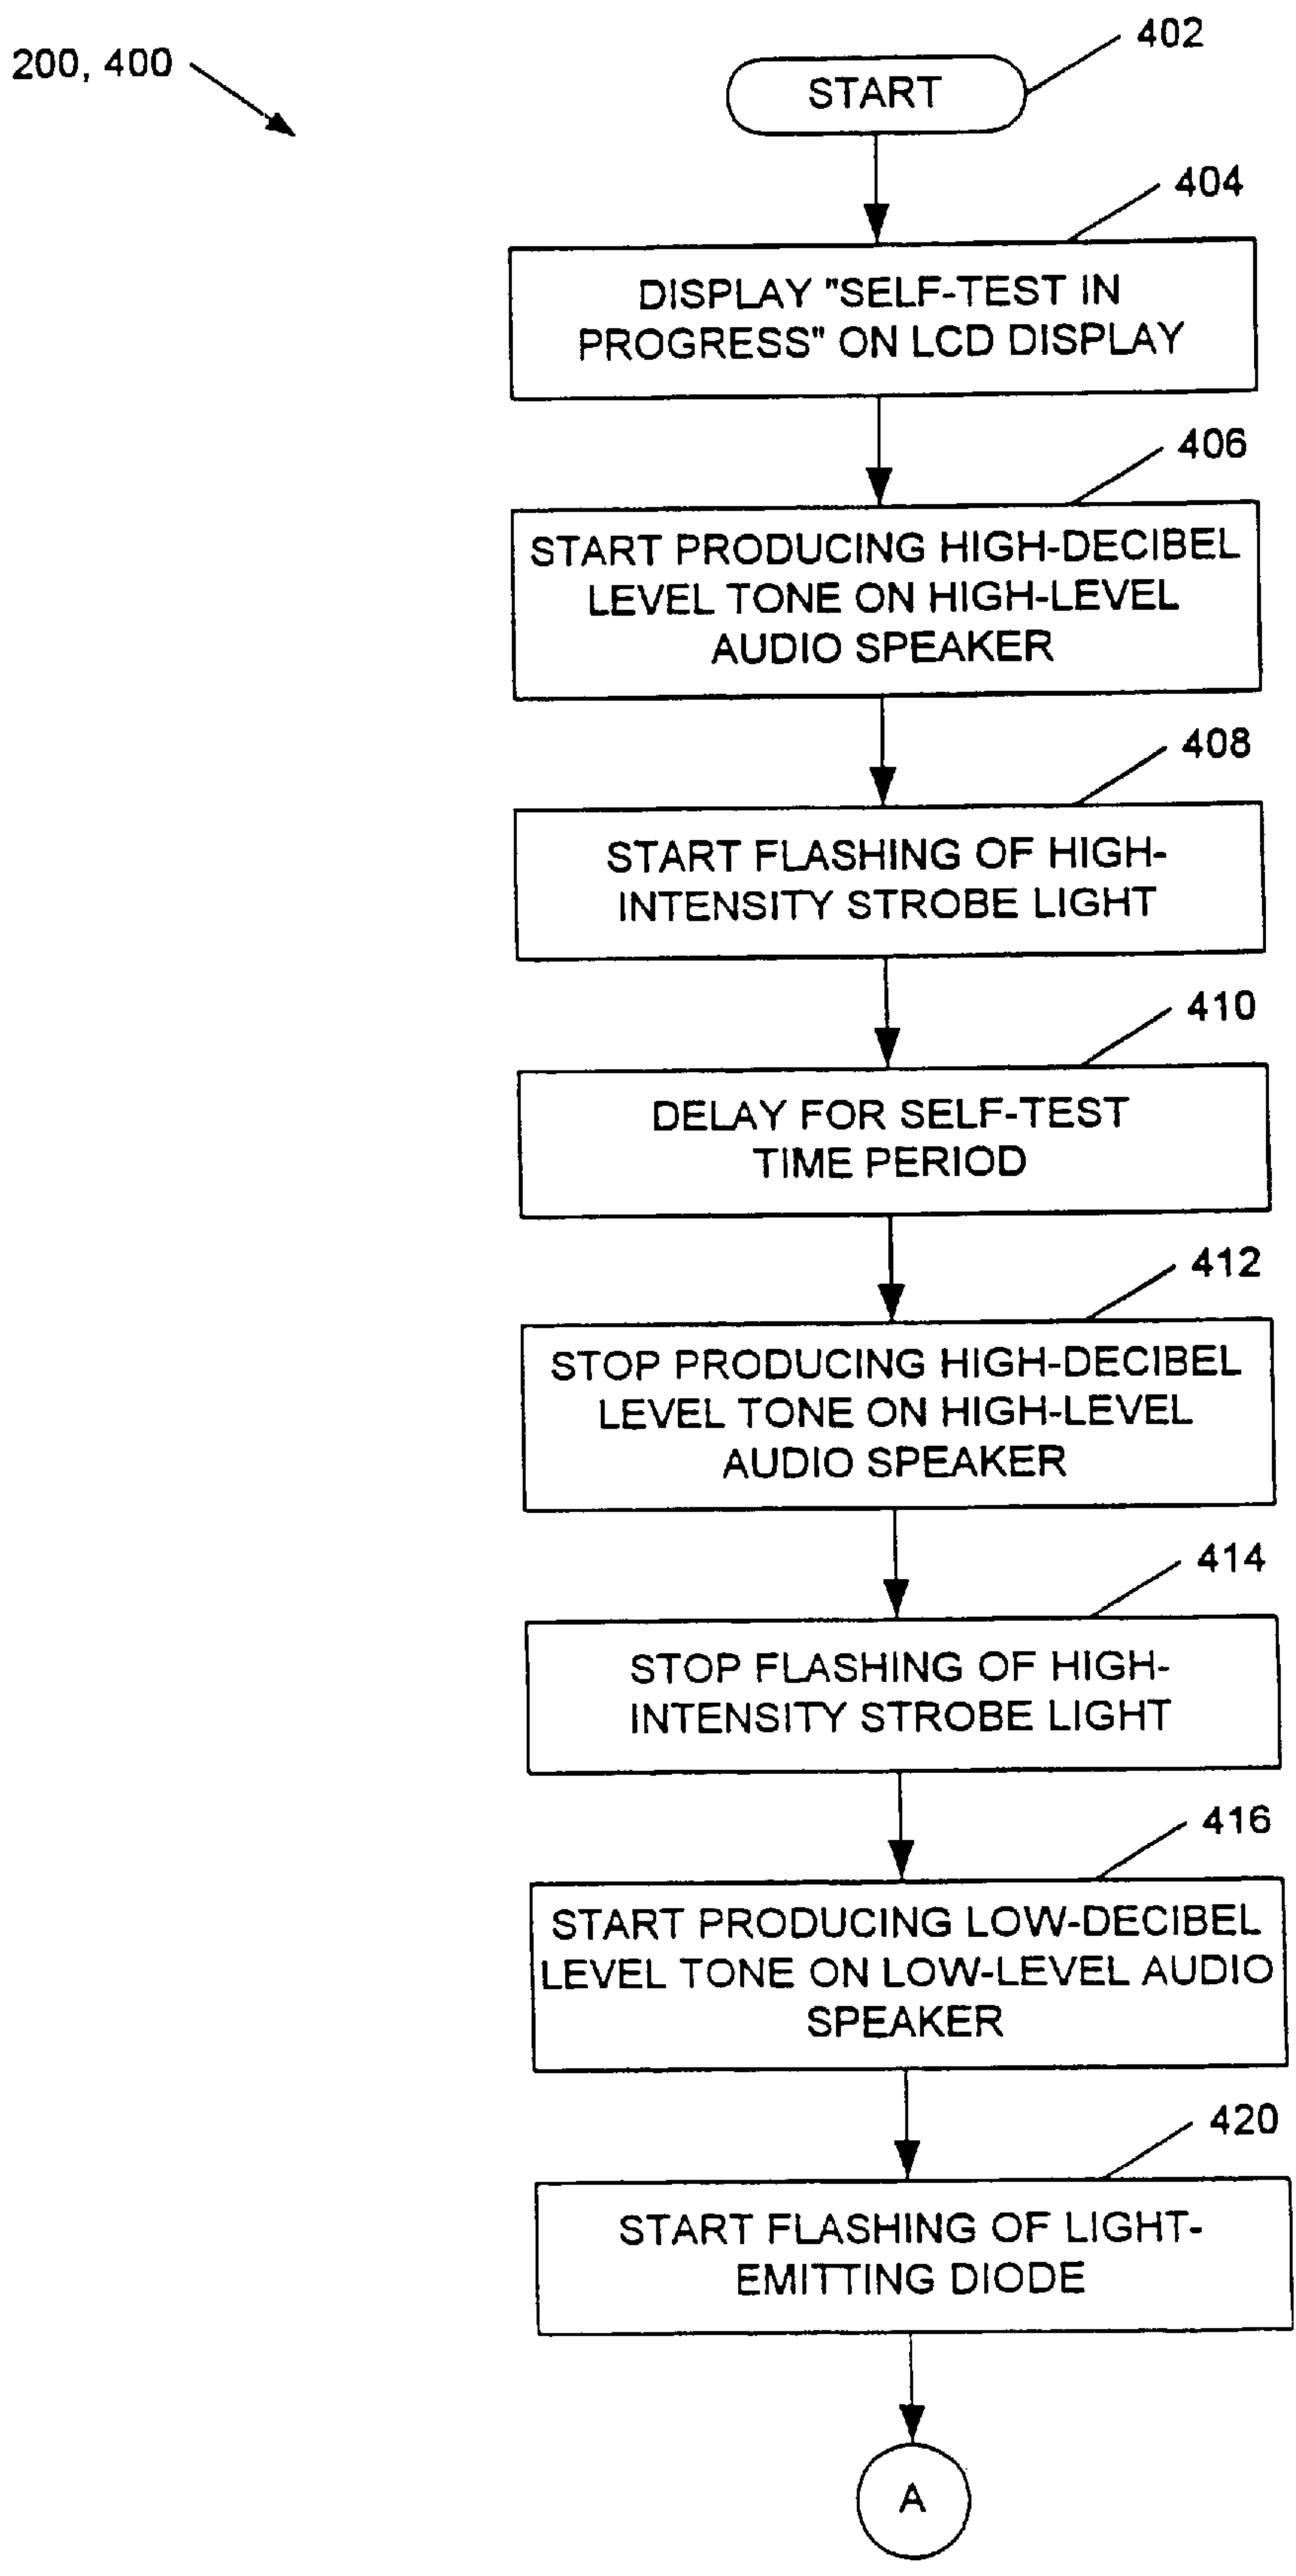 200, 400
402
START
404
DISPLAY "SELF-TEST IN
PROGRESS" ON LCD DISPLAY
406
START PRODUCING HIGH-DECIBEL
LEVEL TONE ON HIGH-LEVEL
AUDIO SPEAKER
408
START FLASHING OF HIGH-
INTENSITY STROBE LIGHT
410
DELAY FOR SELF-TEST
TIME PERIOD
412
STOP PRODUCING HIGH-DECIBEL
LEVEL TONE ON HIGH-LEVEL
AUDIO SPEAKER
414
STOP FLASHING OF HIGH-
INTENSITY STROBE LIGHT
416
START PRODUCING LOW-DECIBEL
LEVEL TONE ON LOW-LEVEL AUDIO
SPEAKER
420
START FLASHING OF LIGHT-
EMITTING DIODE
A